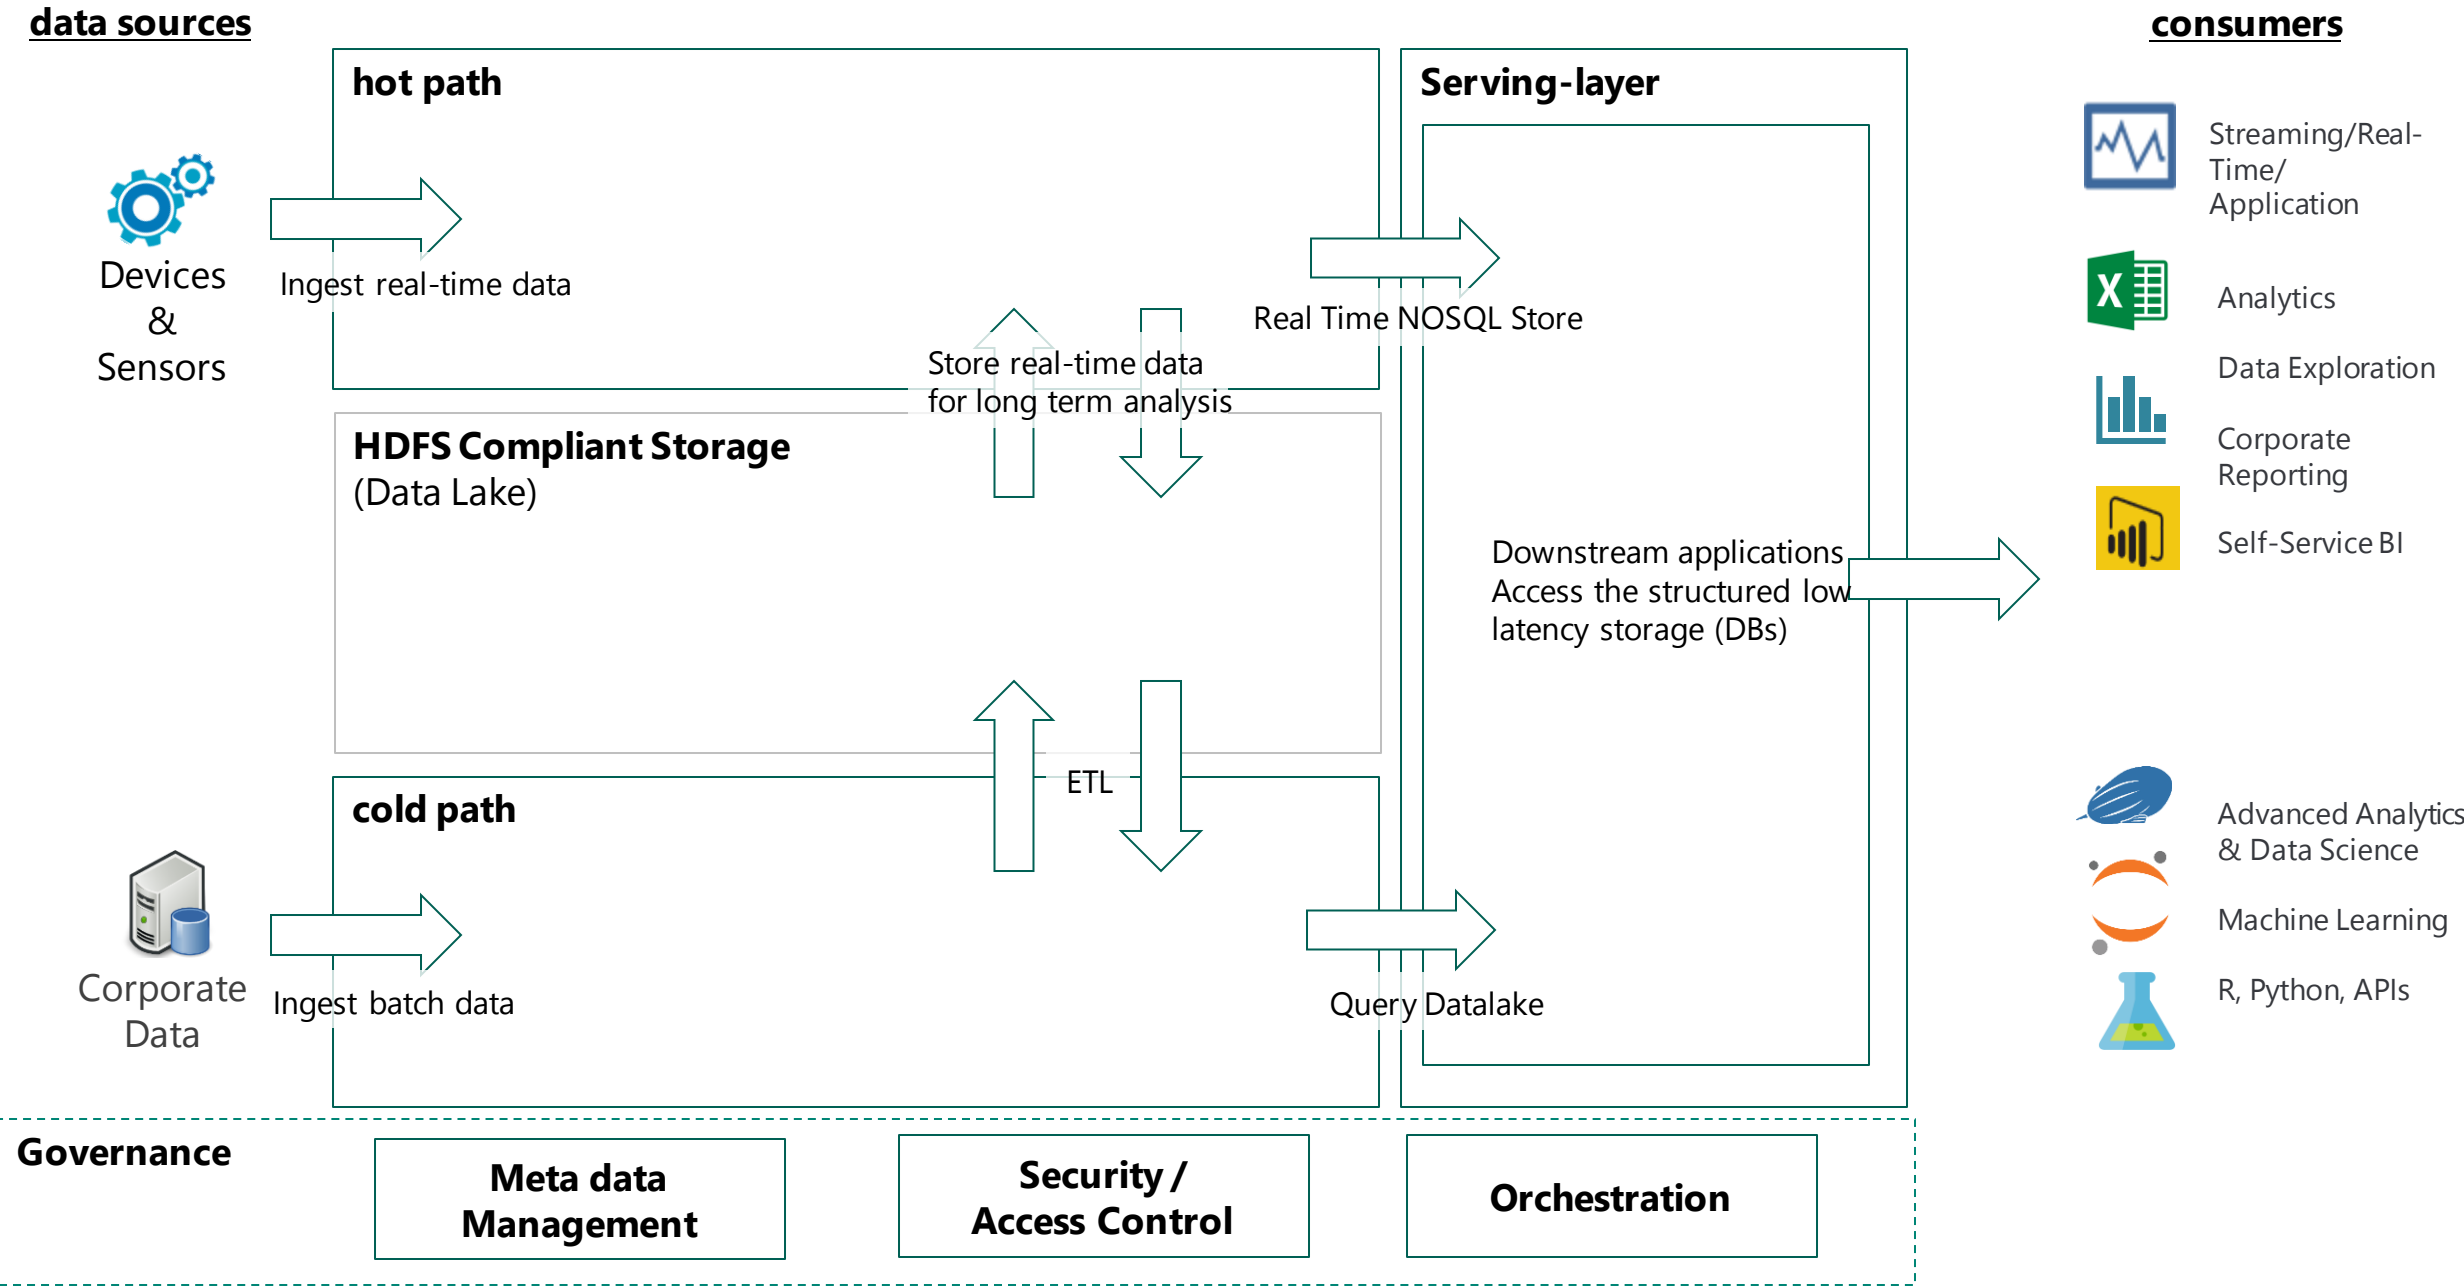 data sources
consumers
hot path
Serving-layer
Devices
&
Sensors
Ingest real-time data
Real Time NOSQL Store
Store real-time data
for long term analysis
HDFS Compliant Storage
(Data Lake)
Downstream applications
Access the structured low
latency storage (DBs)
ETL
cold path
Corporate
Data
Ingest batch data
Query Datalake
Streaming/Real-
Time/
Application
X
Analytics
Data Exploration
Corporate
Reporting
Self-Service BI
Advanced Analytics
& Data Science
Machine Learning
R, Python, APIs
Governance
Meta data
Management
Security /
Access Control
Orchestration